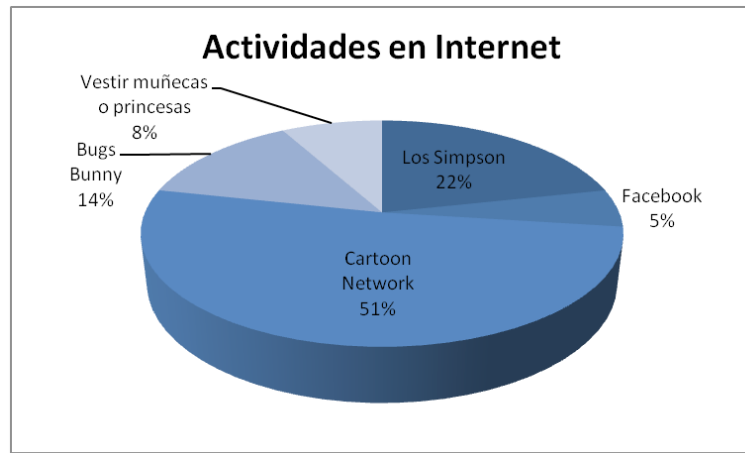 Actividades en Internet
Vestir muñecas
o princesas
8%
Bugs
Bunny
14%
Los Simpson
22%
Facebook
5%
Cartoon
Network
51%